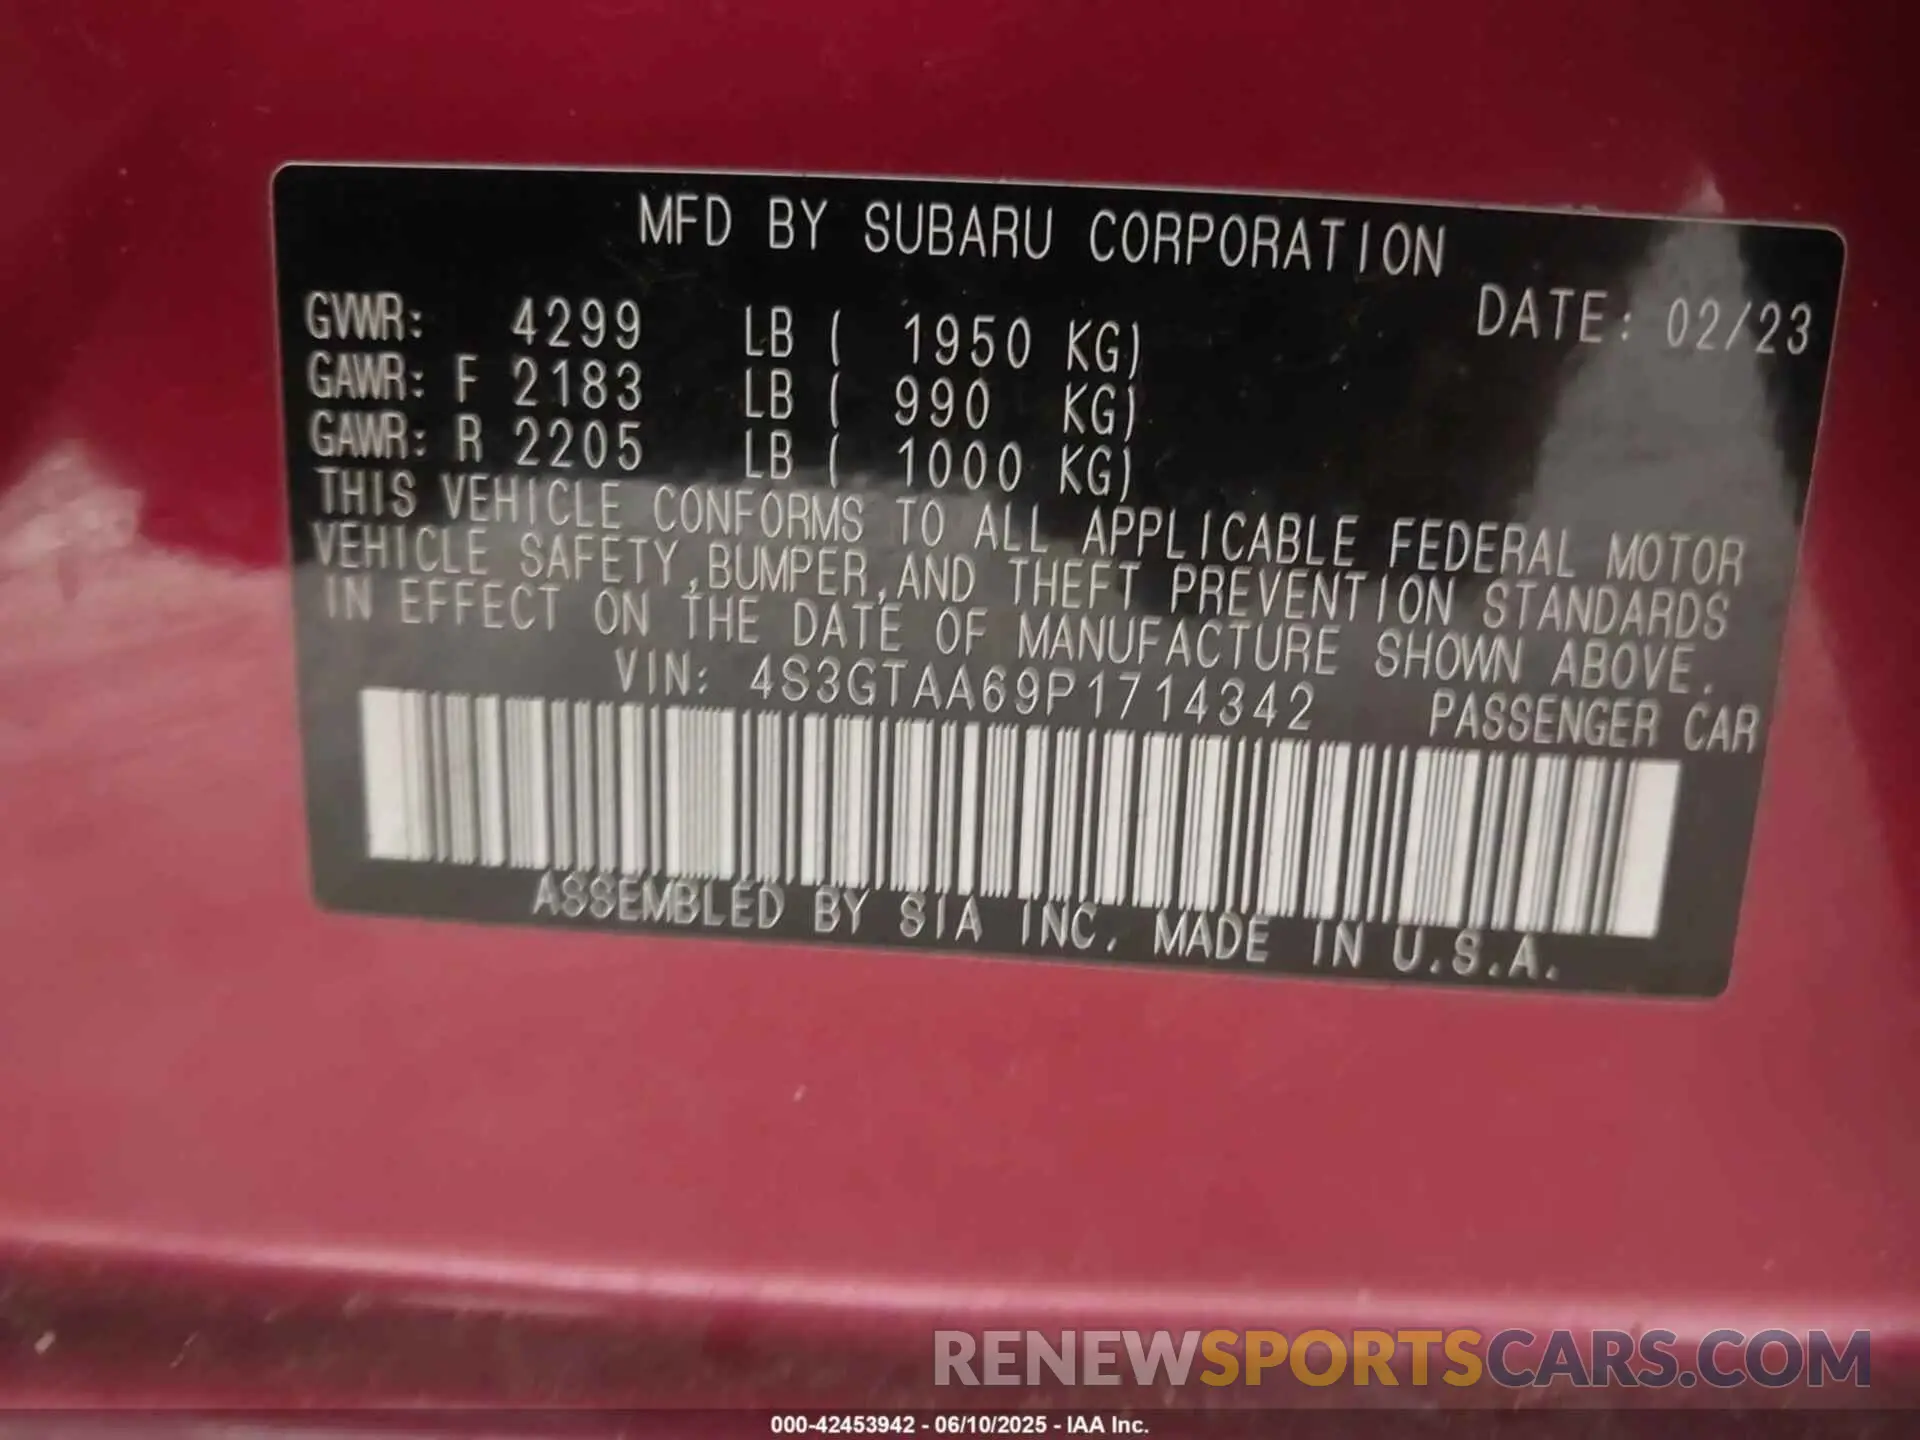 MFD BY SUBARU CORPORATION
DATE: 02/23
GVWR: 4299 LB ( 1950 KG)
GAWR: F 2183 LB ( 990 KG)
GAWR: R 2205 LB ( 1000 KG)
THIS VEHICLE CONFORMS TO ALL APPLICABLE FEDERAL MOTOR
VEHICLE SAFETY,BUMPER,AND THEFT PREVENTION STANDARDS
IN EFFECT ON THE DATE OF MANUFACTURE SHOWN ABOVE.
VIN: 4S3GTAA69P1714342 PASSENGER CAR
ASSEMBLED BY SIA INC. MADE IN U.S.A.
RENEWSPORTSCARS.COM
000-42453942 - 06/10/2025 - IAA Inc.